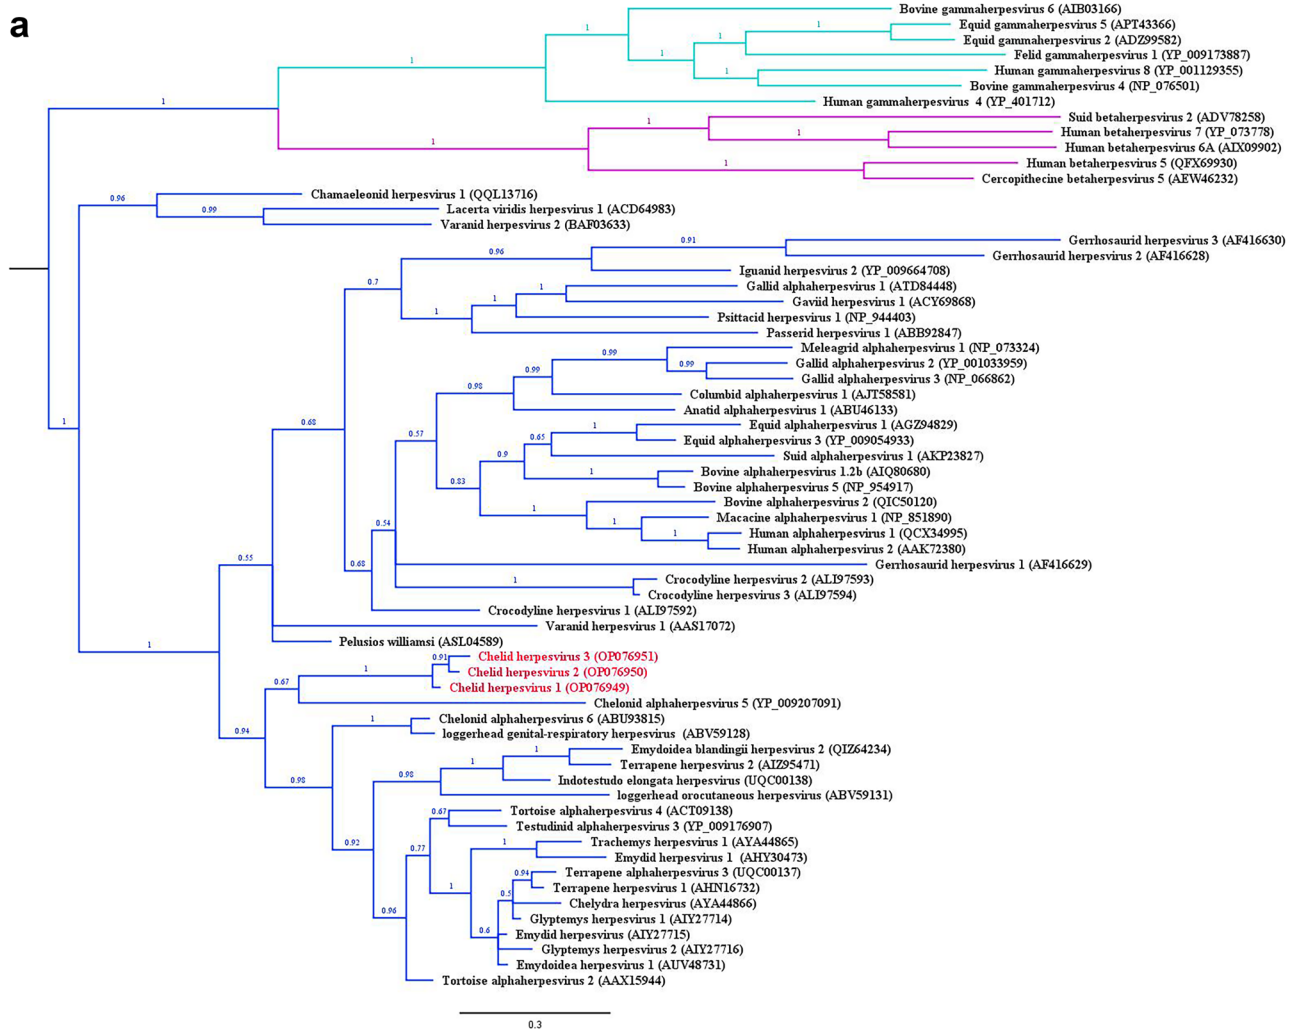 a
Bovine gammaherpesvirus 6 (AIB03166)
1
1
Equid gammaherpesvirus 5 (APT43366)
1
Equid gammaherpesvirus 2 (ADZ99582)
1
Felid gammaherpesvirus 1 (YP_009173887)
1
1
Human gammaherpesvirus 8 (YP_001129355)
Bovine gammaherpesvirus 4 (NP_076501)
1
Human gammaherpesvirus 4 (YP_401712)
Suid betaherpesvirus 2 (ADV78258)
1
1
Human betaherpesvirus 7 (YP_073778)
1
Human betaherpesvirus 6A (AIX09902)
1
Human betaherpesvirus 5 (QFX69930)
Cercopithecine betaherpesvirus 5 (AEW46232)
0.96
Chamaeleonid herpesvirus 1 (QQL13716)
0.99
Lacerta viridis herpesvirus 1 (ACD64983)
Varanid herpesvirus 2 (BAF03633)
0.91
Gerrhosaurid herpesvirus 3 (AF416630)
0.96
Gerrhosaurid herpesvirus 2 (AF416628)
Iguanid herpesvirus 2 (YP_009664708)
0.7
1
Gallid alphaherpesvirus 1 (ATD84448)
1
Gaviid herpesvirus 1 (ACY69868)
1
Psittacid herpesvirus 1 (NP_944403)
Passerid herpesvirus 1 (ABB92847)
0.99
Meleagrid alphaherpesvirus 1 (NP_073324)
0.99
Gallid alphaherpesvirus 2 (YP_001033959)
0.99
Gallid alphaherpesvirus 3 (NP_066862)
0.98
Columbid alphaherpesvirus 1 (AJT58581)
Anatid alphaherpesvirus 1 (ABU46133)
1
0.68
0.57
1
Equid alphaherpesvirus 1 (AGZ94829)
0.65
Equid alphaherpesvirus 3 (YP_009054933)
0.9
Suid alphaherpesvirus 1 (AKP23827)
1
Bovine alphaherpesvirus 1.2b (AIQ80680)
0.83
Bovine alphaherpesvirus 5 (NP_954917)
1
Bovine alphaherpesvirus 2 (QIC50120)
1
Macacine alphaherpesvirus 1 (NP_851890)
0.54
1
Human alphaherpesvirus 1 (QCX34995)
Human alphaherpesvirus 2 (AAK72380)
0.55
0.68
Gerrhosaurid herpesvirus 1 (AF416629)
1
Crocodyline herpesvirus 2 (ALI97593)
Crocodyline herpesvirus 3 (ALI97594)
Crocodyline herpesvirus 1 (ALI97592)
Varanid herpesvirus 1 (AAS17072)
1
Pelusios williamsi (ASL04589)
0.91
Chelid herpesvirus 3 (OP076951)
1
Chelid herpesvirus 2 (OP076950)
0.67
Chelid herpesvirus 1 (OP076949)
Chelonid alphaherpesvirus 5 (YP_009207091)
0.94
1
Chelonid alphaherpesvirus 6 (ABU93815)
loggerhead genital-respiratory herpesvirus (ABV59128)
1
Emydoidea blandingii herpesvirus 2 (QIZ64234)
1
Terrapene herpesvirus 2 (AIZ95471)
0.98
0.98
Indotestudo elongata herpesvirus (UQC00138)
loggerhead orocutaneous herpesvirus (ABV59131)
0.67
Tortoise alphaherpesvirus 4 (ACT09138)
Testudinid alphaherpesvirus 3 (YP_009176907)
0.92
0.77
1
Trachemys herpesvirus 1 (AYA44865)
Emydid herpesvirus 1 (AHY30473)
0.94
Terrapene alphaherpesvirus 3 (UQC00137)
1
0.5
Terrapene herpesvirus 1 (AHN16732)
Chelydra herpesvirus (AYA44866)
0.96
Glyptemys herpesvirus 1 (AIY27714)
0.6
Emydid herpesvirus (AIY27715)
Glyptemys herpesvirus 2 (AIY27716)
Emydoidea herpesvirus 1 (AUV48731)
Tortoise alphaherpesvirus 2 (AAX15944)
0.3